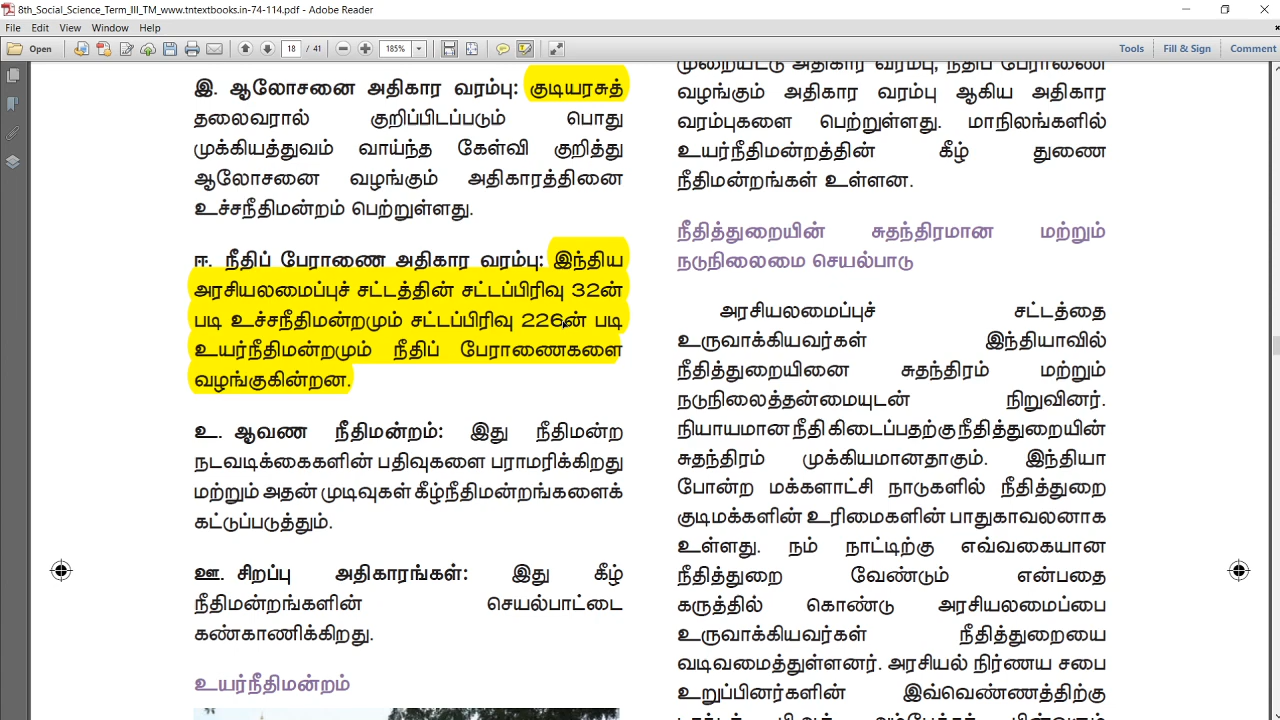 8th_Social_Science_Term_III_TM_www.tntextbooks.in-74-114.pdf - Adobe Reader
File Edit View Window Help
Open 18 / 41 185% Tools Fill & Sign Comment
இ. ஆலோசனை அதிகார வரம்பு: குடியரசுத்
தலைவரால் குறிப்பிடப்படும் பொது
முக்கியத்துவம் வாய்ந்த கேள்வி குறித்து
ஆலோசனை வழங்கும் அதிகாரத்தினை
உச்சநீதிமன்றம் பெற்றுள்ளது.
ஈ. நீதிப் பேராணை அதிகார வரம்பு: இந்திய
அரசியலமைப்புச் சட்டத்தின் சட்டப்பிரிவு 32ன்
படி உச்சநீதிமன்றமும் சட்டப்பிரிவு 226ன் படி
உயர்நீதிமன்றமும் நீதிப் பேராணைகளை
வழங்குகின்றன.
உ. ஆவண நீதிமன்றம்: இது நீதிமன்ற
நடவடிக்கைகளின் பதிவுகளை பராமரிக்கிறது
மற்றும் அதன் முடிவுகள் கீழ்நீதிமன்றங்களைக்
கட்டுப்படுத்தும்.
ஊ. சிறப்பு அதிகாரங்கள்: இது கீழ்
நீதிமன்றங்களின் செயல்பாட்டை
கண்காணிக்கிறது.
உயர்நீதிமன்றம்
முறையீட்டு அதிகார வரம்பு, நீதிப் பேராணை
வழங்கும் அதிகார வரம்பு ஆகிய அதிகார
வரம்புகளை பெற்றுள்ளது. மாநிலங்களில்
உயர்நீதிமன்றத்தின் கீழ் துணை
நீதிமன்றங்கள் உள்ளன.
நீதித்துறையின் சுதந்திரமான மற்றும்
நடுநிலைமை செயல்பாடு
அரசியலமைப்புச் சட்டத்தை
உருவாக்கியவர்கள் இந்தியாவில்
நீதித்துறையினை சுதந்திரம் மற்றும்
நடுநிலைத்தன்மையுடன் நிறுவினர்.
நியாயமான நீதி கிடைப்பதற்கு நீதித்துறையின்
சுதந்திரம் முக்கியமானதாகும். இந்தியா
போன்ற மக்களாட்சி நாடுகளில் நீதித்துறை
குடிமக்களின் உரிமைகளின் பாதுகாவலனாக
உள்ளது. நம் நாட்டிற்கு எவ்வகையான
நீதித்துறை வேண்டும் என்பதை
கருத்தில் கொண்டு அரசியலமைப்பை
உருவாக்கியவர்கள் நீதித்துறையை
வடிவமைத்துள்ளனர். அரசியல் நிர்ணய சபை
உறுப்பினர்களின் இவ்வெண்ணத்திற்கு